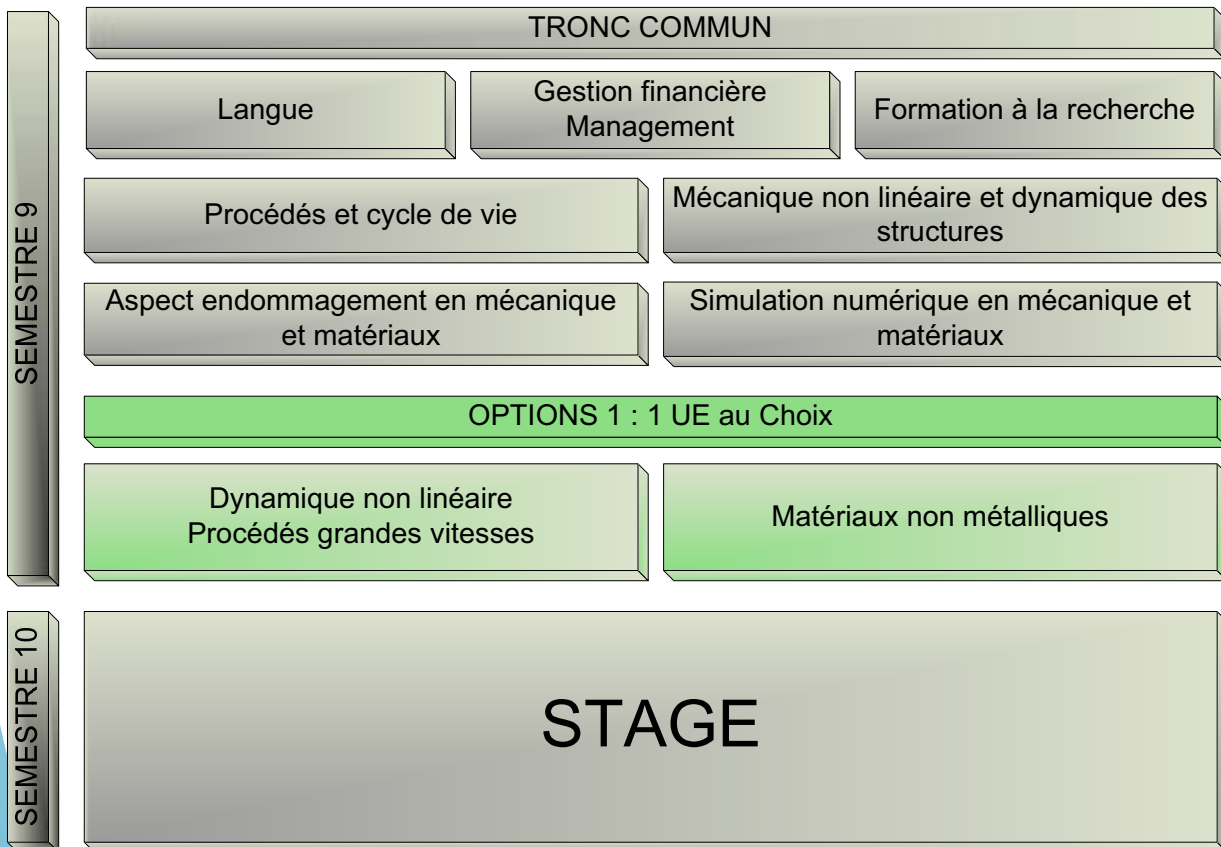 SEMESTRE 9
TRONC COMMUN
Langue
Gestion financière
Management
Formation à la recherche
Procédés et cycle de vie
Mécanique non linéaire et dynamique des
structures
Aspect endommagement en mécanique
et matériaux
Simulation numérique en mécanique et
matériaux
OPTIONS 1 : 1 UE au Choix
Dynamique non linéaire
Procédés grandes vitesses
Matériaux non métalliques
SEMESTRE 10
STAGE